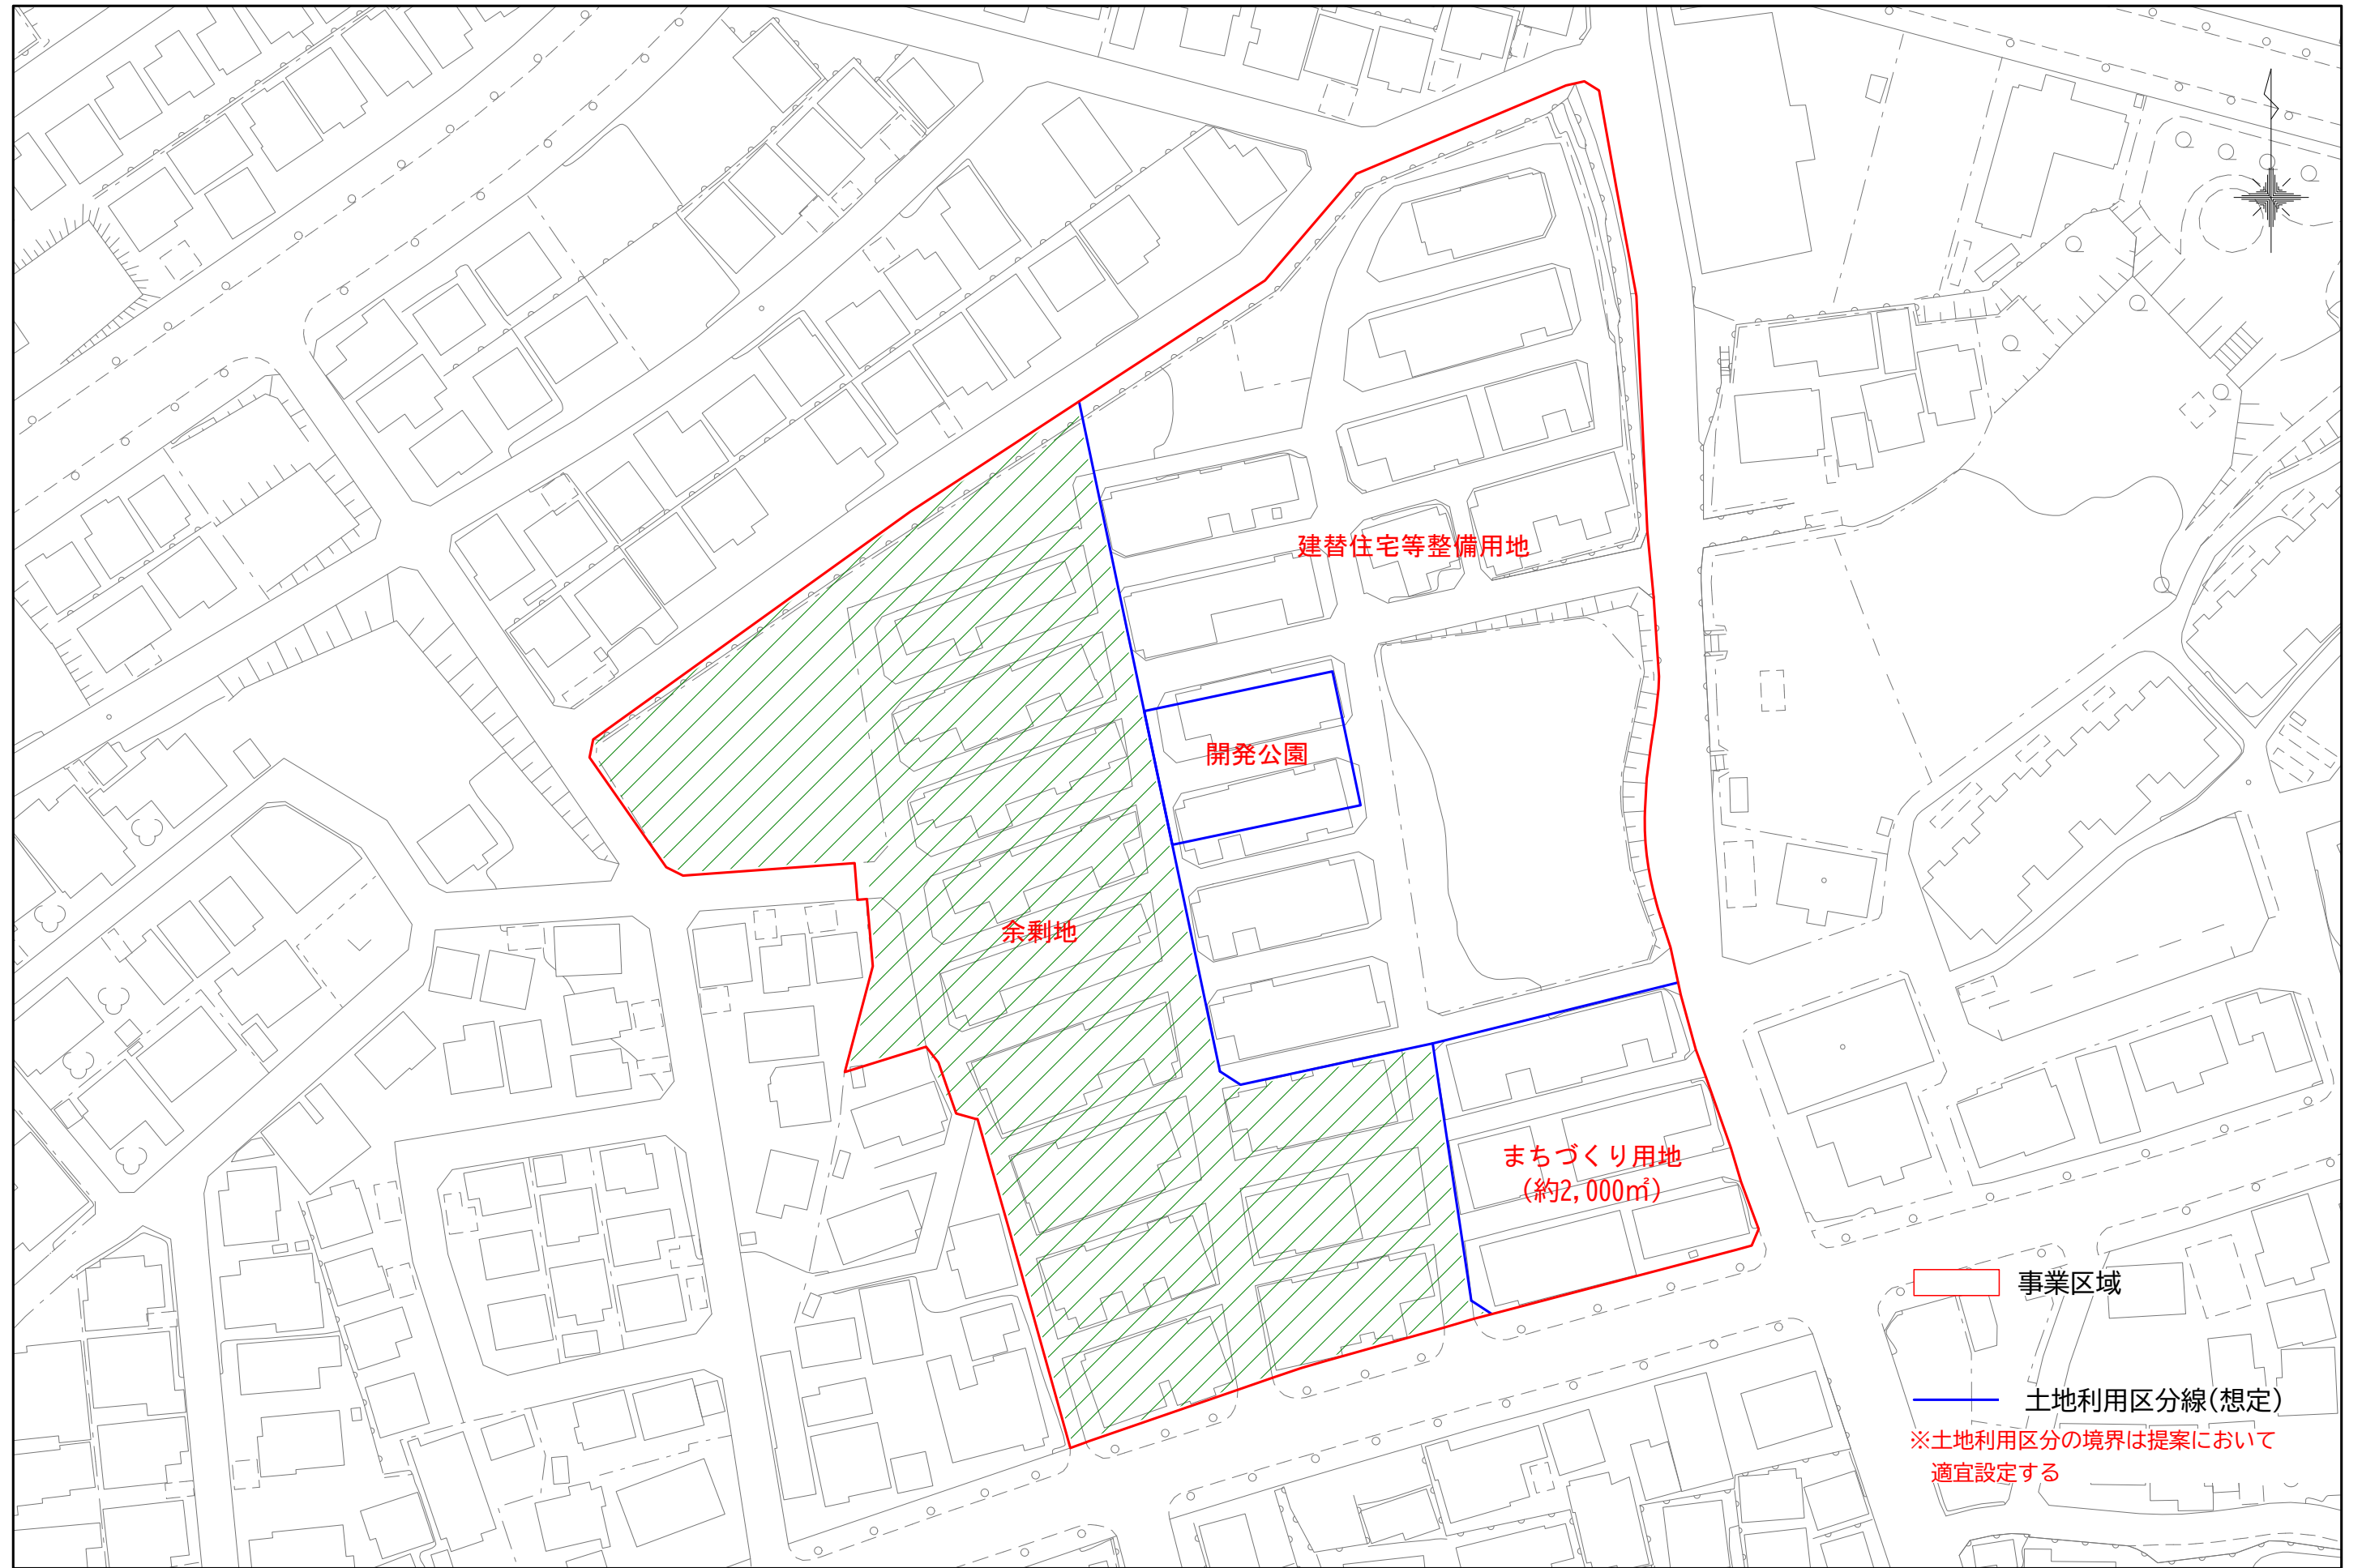 建替住宅等整備用地
開発公園
余剰地
まちづくり用地
(約2,000㎡)
事業区域
土地利用区分線(想定)
※土地利用区分の境界は提案において
適宜設定する